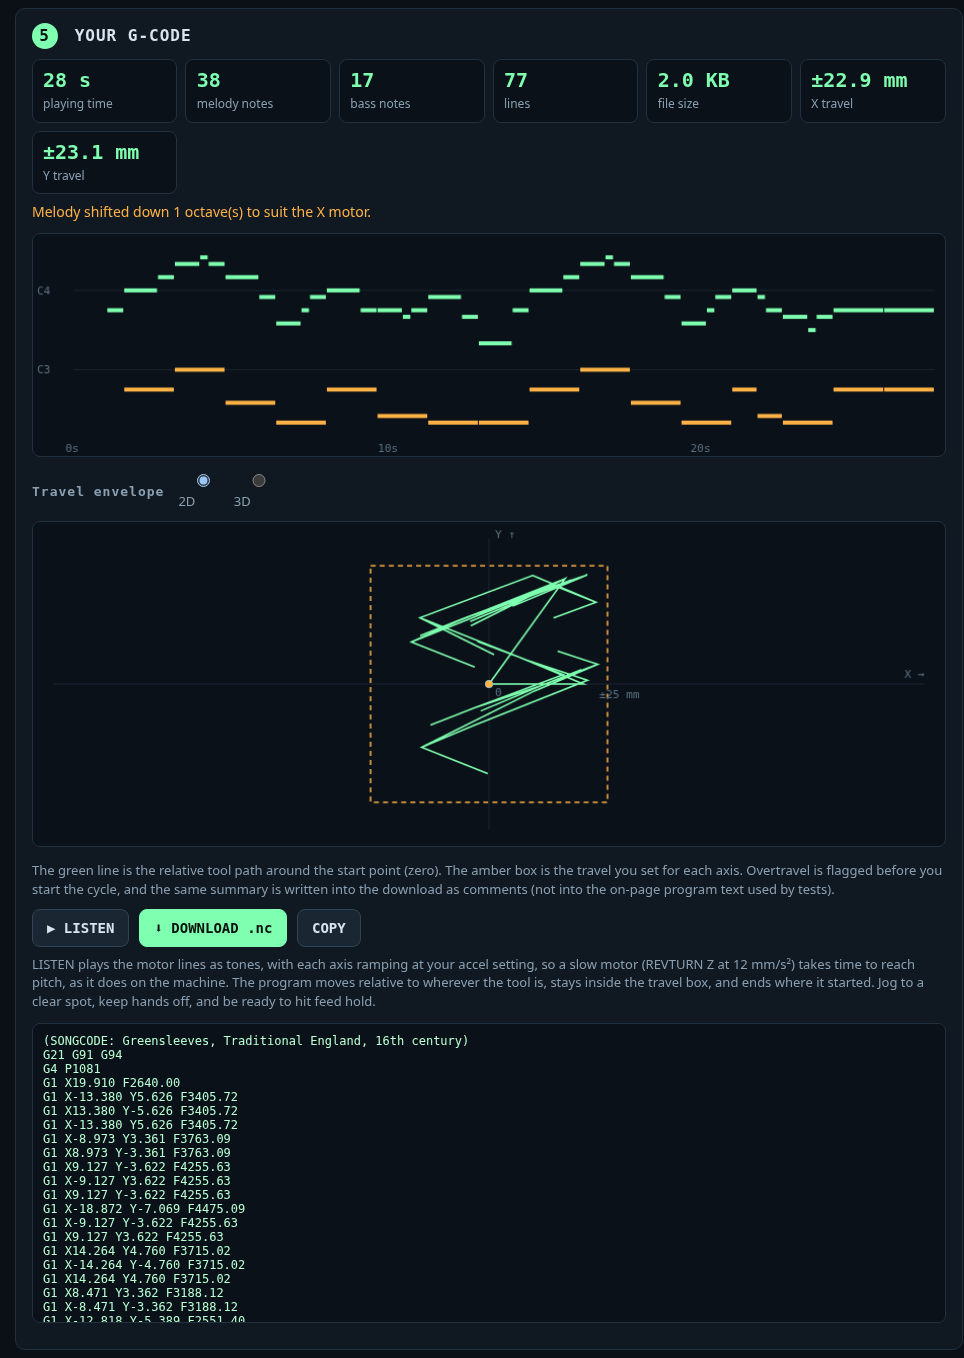 5 YOUR G-CODE
28 s
playing time
38
melody notes
17
bass notes
77
lines
2.0 KB
file size
±22.9 mm
X travel
±23.1 mm
Y travel
Melody shifted down 1 octave(s) to suit the X motor.
C4
C3
0s 10s 20s
Travel envelope 2D 3D
Y ↑
X →
0 ±25 mm
The green line is the relative tool path around the start point (zero). The amber box is the travel you set for each axis. Overtravel is flagged before you
start the cycle, and the same summary is written into the download as comments (not into the on-page program text used by tests).
▶ LISTEN ⬇ DOWNLOAD .nc COPY
LISTEN plays the motor lines as tones, with each axis ramping at your accel setting, so a slow motor (REVTURN Z at 12 mm/s²) takes time to reach
pitch, as it does on the machine. The program moves relative to wherever the tool is, stays inside the travel box, and ends where it started. Jog to a
clear spot, keep hands off, and be ready to hit feed hold.
(SONGCODE: Greensleeves, Traditional England, 16th century)
G21 G91 G94
G4 P1081
G1 X19.910 F2640.00
G1 X-13.380 Y5.626 F3405.72
G1 X13.380 Y-5.626 F3405.72
G1 X-13.380 Y5.626 F3405.72
G1 X-8.973 Y3.361 F3763.09
G1 X8.973 Y-3.361 F3763.09
G1 X9.127 Y-3.622 F4255.63
G1 X-9.127 Y3.622 F4255.63
G1 X9.127 Y-3.622 F4255.63
G1 X-18.872 Y-7.069 F4475.09
G1 X-9.127 Y-3.622 F4255.63
G1 X9.127 Y3.622 F4255.63
G1 X14.264 Y4.760 F3715.02
G1 X-14.264 Y-4.760 F3715.02
G1 X14.264 Y4.760 F3715.02
G1 X8.471 Y3.362 F3188.12
G1 X-8.471 Y-3.362 F3188.12
G1 X-12.818 Y-5.389 F2551.40